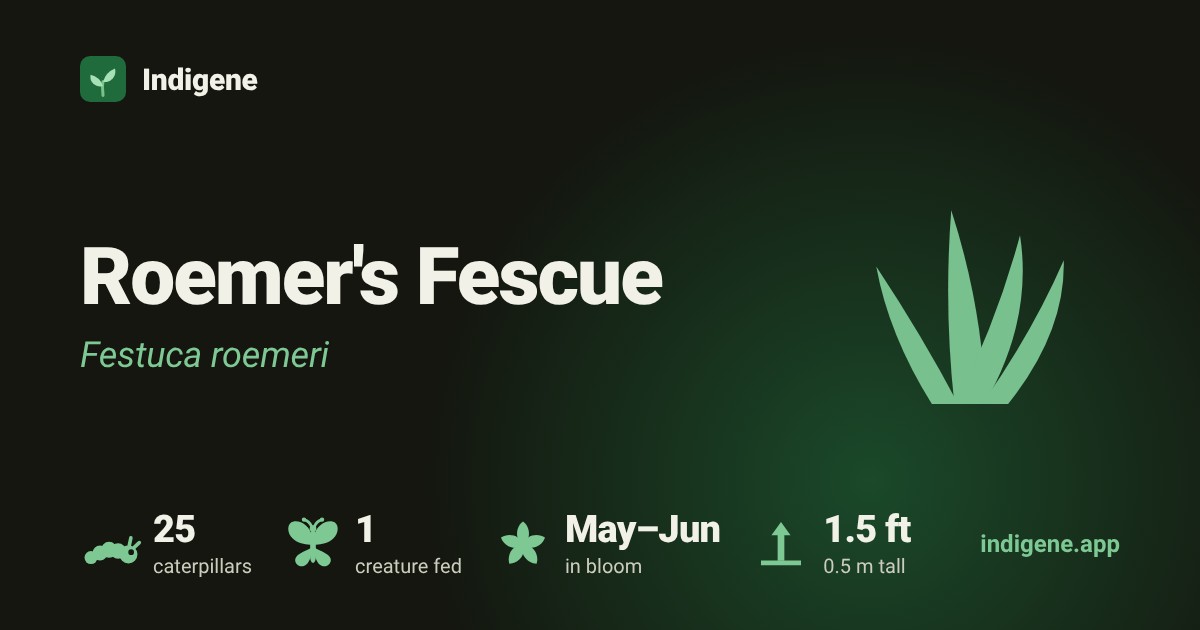 Indigene
Roemer's Fescue
Festuca roemeri
25
caterpillars
1
creature fed
May–Jun
in bloom
1.5 ft
0.5 m tall
indigene.app